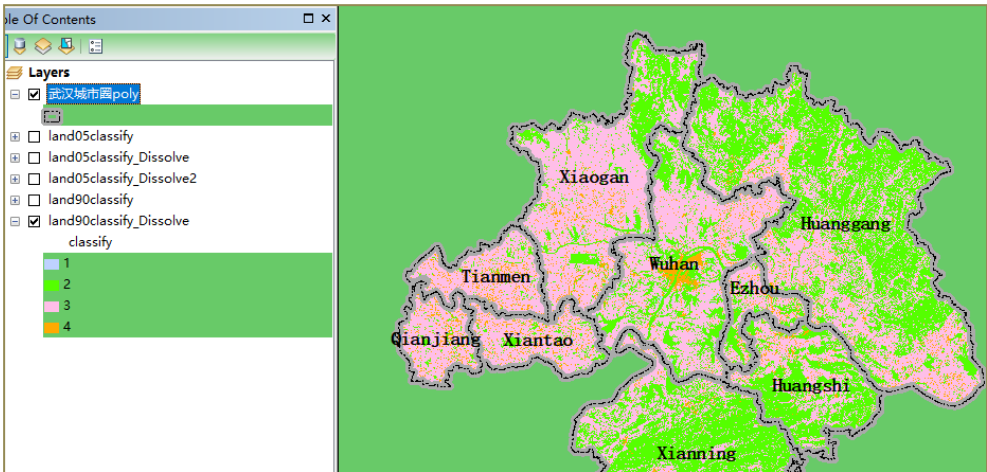 ble Of Contents
Layers
武汉城市圈poly
land05classify
land05classify_Dissolve
land05classify_Dissolve2
land90classify
land90classify_Dissolve
classify
1
2
3
4
Xiaogan
Huanggang
Wuhan
Tianmen
Ezhou
Qianjiang
Xiantao
Huangshi
Xianning